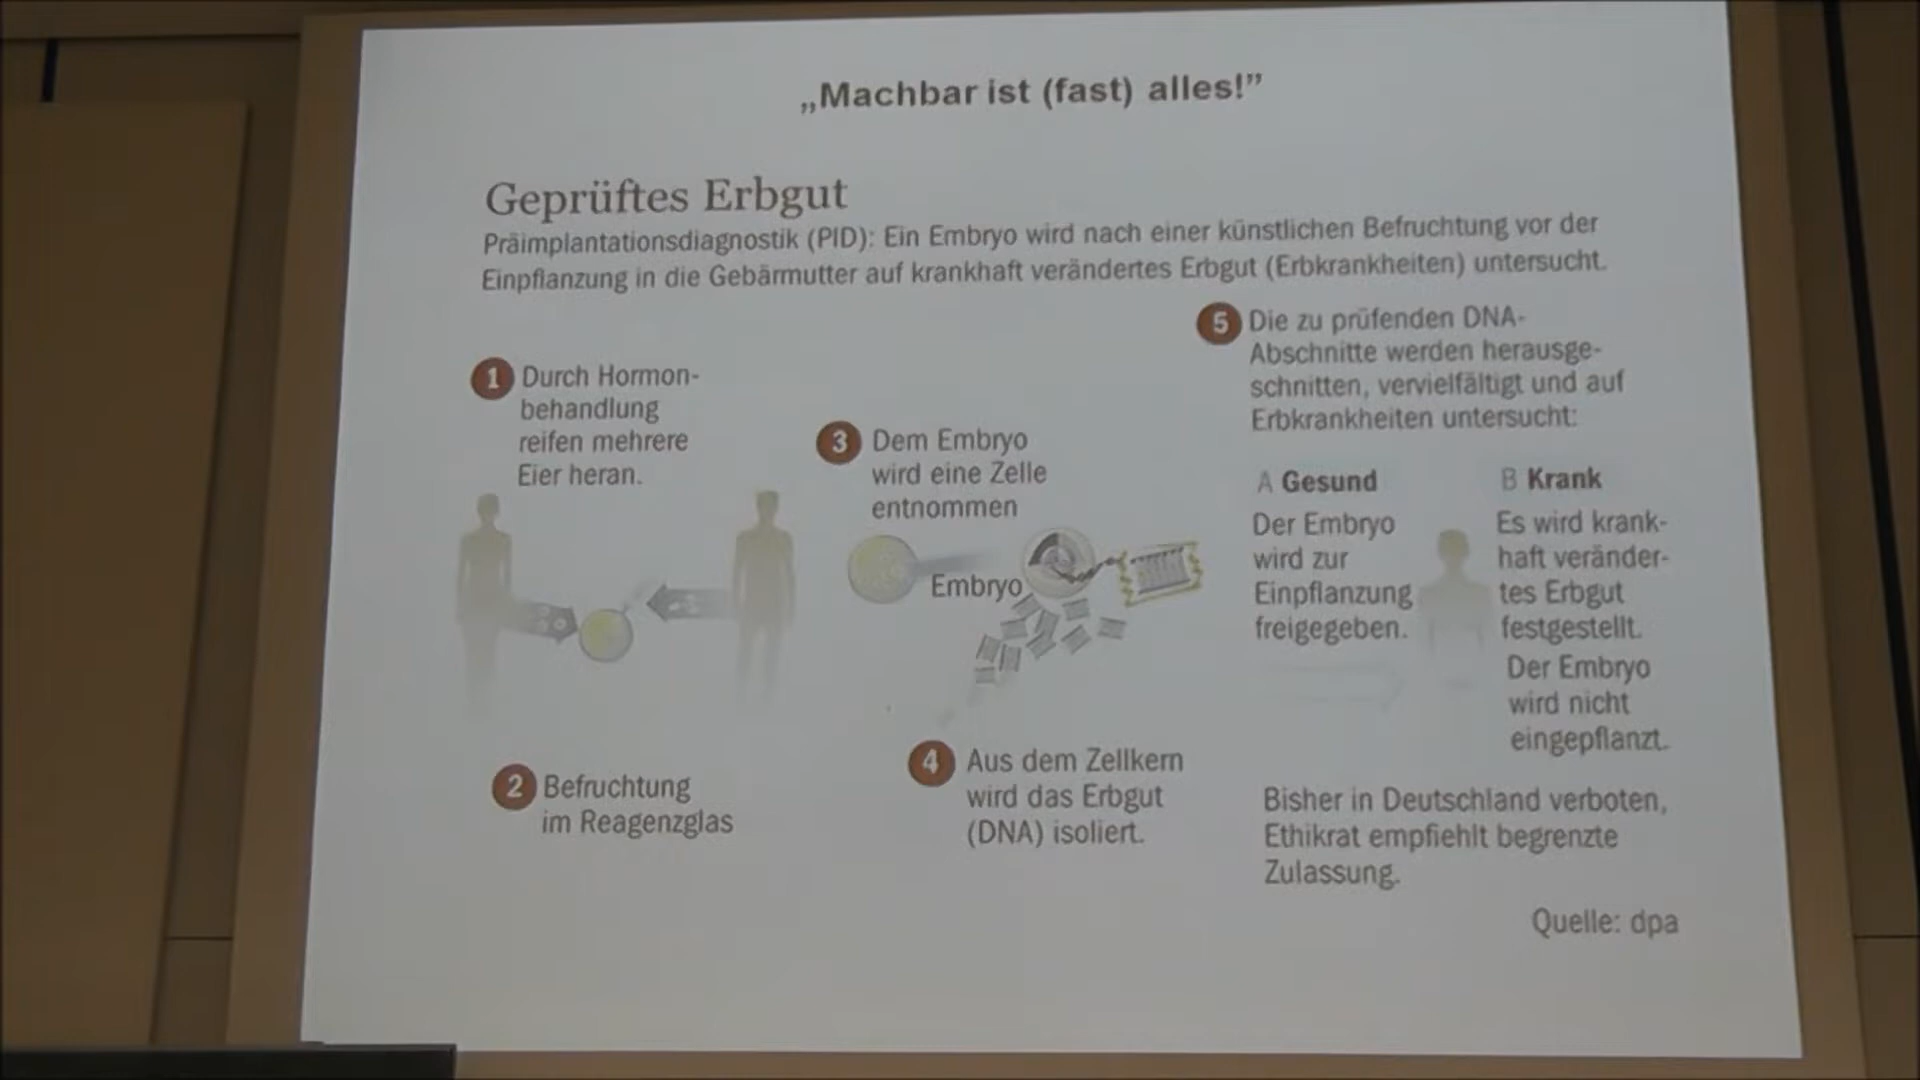 „Machbar ist (fast) alles!”
Geprüftes Erbgut
Präimplantationsdiagnostik (PID): Ein Embryo wird nach einer künstlichen Befruchtung vor der
Einpflanzung in die Gebärmutter auf krankhaft verändertes Erbgut (Erbkrankheiten) untersucht.
1 Durch Hormon-
behandlung
reifen mehrere
Eier heran.
2 Befruchtung
im Reagenzglas
3 Dem Embryo
wird eine Zelle
entnommen
Embryo
4 Aus dem Zellkern
wird das Erbgut
(DNA) isoliert.
5 Die zu prüfenden DNA-
Abschnitte werden herausge-
schnitten, vervielfältigt und auf
Erbkrankheiten untersucht:
A Gesund
Der Embryo
wird zur
Einpflanzung
freigegeben.
B Krank
Es wird krank-
haft veränder-
tes Erbgut
festgestellt.
Der Embryo
wird nicht
eingepflanzt.
Bisher in Deutschland verboten,
Ethikrat empfiehlt begrenzte
Zulassung.
Quelle: dpa